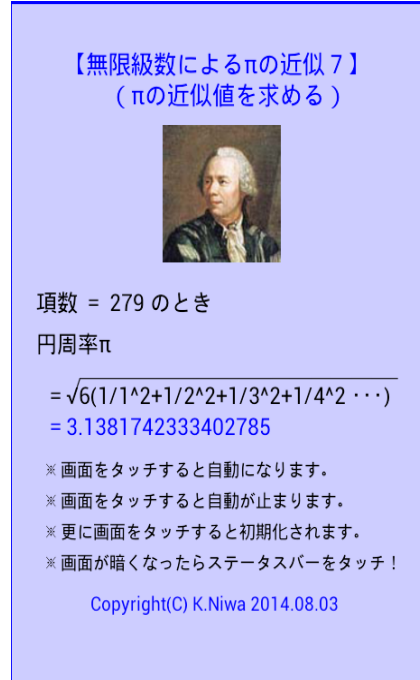 【無限級数によるπの近似７】
（πの近似値を求める）
項数 = 279 のとき
円周率π
=√6(1/1^2+1/2^2+1/3^2+1/4^2 ･･･)
= 3.1381742333402785
※画面をタッチすると自動になります。
※画面をタッチすると自動が止まります。
※更に画面をタッチすると初期化されます。
※画面が暗くなったらステータスバーをタッチ！
Copyright(C) K.Niwa 2014.08.03